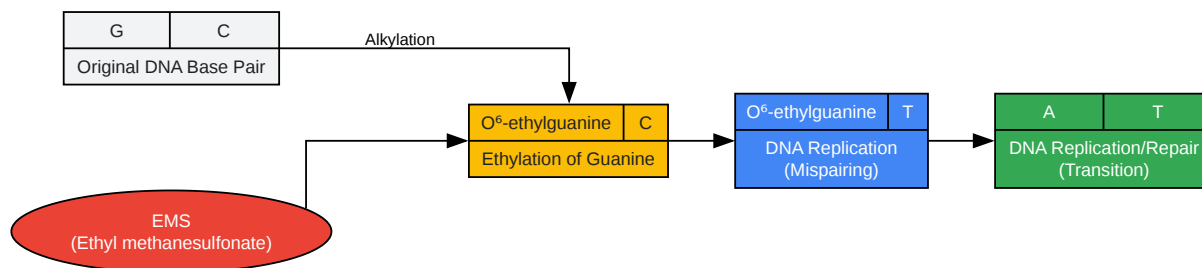 G C
Original DNA Base Pair
Alkylation
EMS
(Ethyl methanesulfonate)
O⁶-ethylguanine C
Ethylation of Guanine
O⁶-ethylguanine T
DNA Replication
(Mispairing)
A T
DNA Replication/Repair
(Transition)